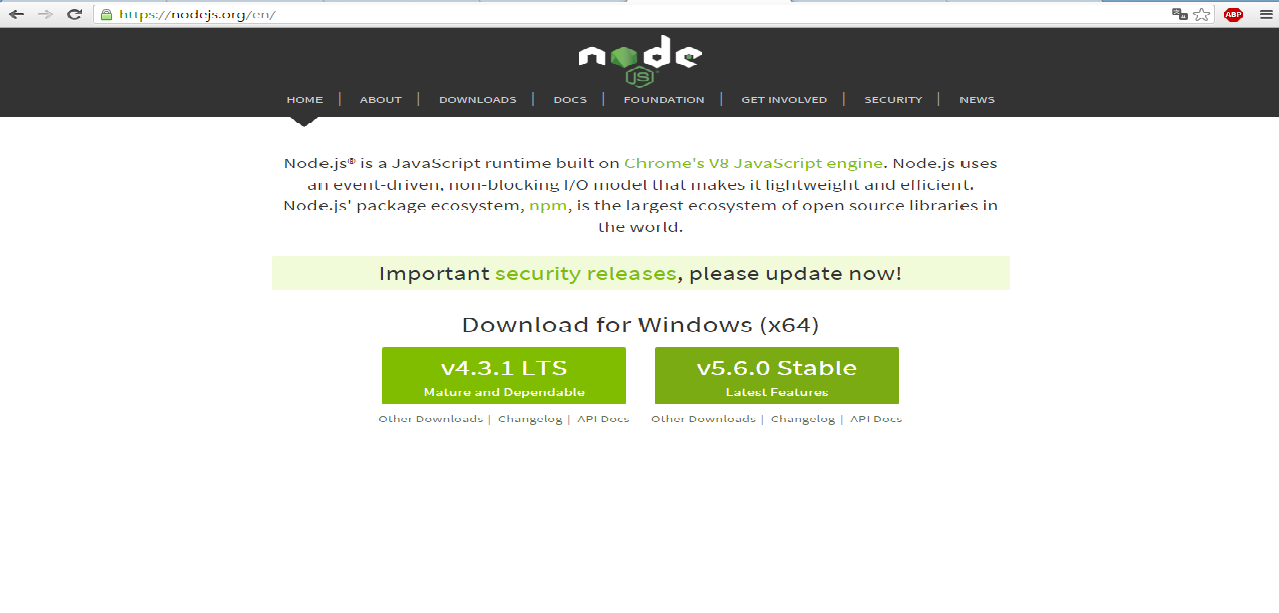 https://nodejs.org/en/
ABP
node
JS
HOME | ABOUT | DOWNLOADS | DOCS | FOUNDATION | GET INVOLVED | SECURITY | NEWS
Node.js® is a JavaScript runtime built on Chrome's V8 JavaScript engine. Node.js uses
an event-driven, non-blocking I/O model that makes it lightweight and efficient.
Node.js' package ecosystem, npm, is the largest ecosystem of open source libraries in
the world.
Important security releases, please update now!
Download for Windows (x64)
v4.3.1 LTS
Mature and Dependable
v5.6.0 Stable
Latest Features
Other Downloads | Changelog | API Docs
Other Downloads | Changelog | API Docs